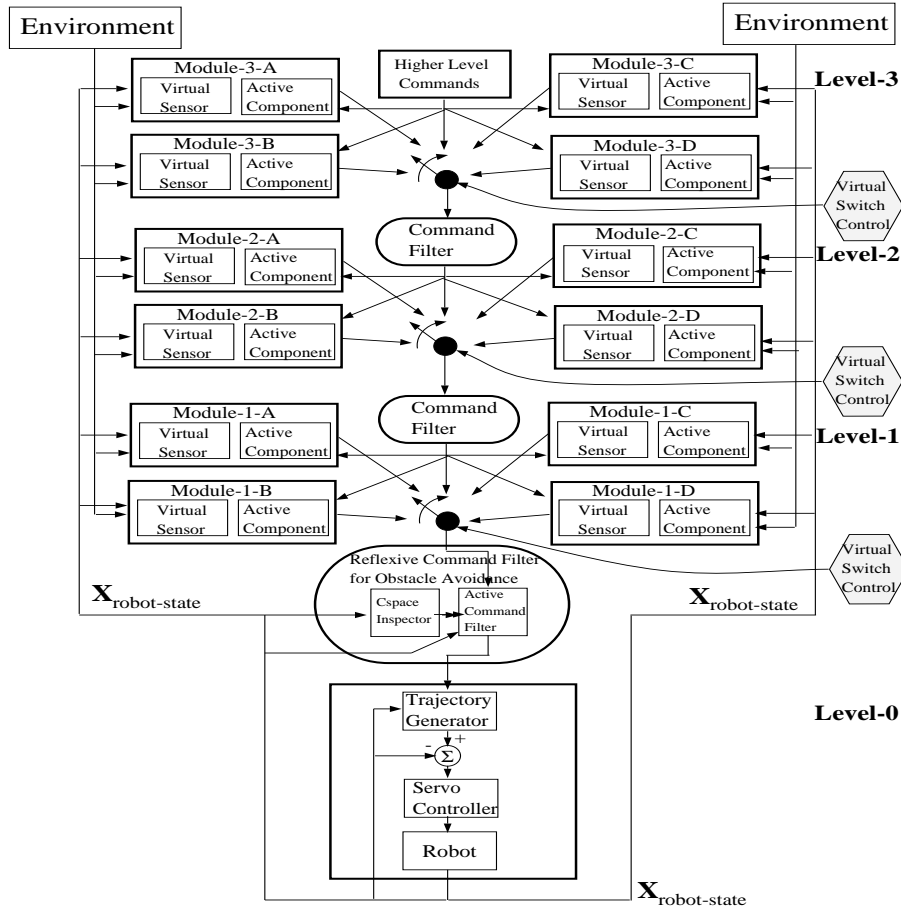 Environment
Environment
Module-3-A
Virtual
Sensor
Active
Component
Higher Level
Commands
Module-3-C
Virtual
Sensor
Active
Component
Level-3
Module-3-B
Virtual
Sensor
Active
Component
Module-3-D
Virtual
Sensor
Active
Component
Virtual
Switch
Control
Command
Filter
Module-2-A
Virtual
Sensor
Active
Component
Module-2-C
Virtual
Sensor
Active
Component
Level-2
Module-2-B
Virtual
Sensor
Active
Component
Module-2-D
Virtual
Sensor
Active
Component
Virtual
Switch
Control
Command
Filter
Module-1-A
Virtual
Sensor
Active
Component
Module-1-C
Virtual
Sensor
Active
Component
Level-1
Module-1-B
Virtual
Sensor
Active
Component
Module-1-D
Virtual
Sensor
Active
Component
Virtual
Switch
Control
Reflexive Command Filter
for Obstacle Avoidance
Cspace
Inspector
Active
Command
Filter
X robot-state
X robot-state
Trajectory
Generator
+
-
Σ
Servo
Controller
Robot
Level-0
X robot-state